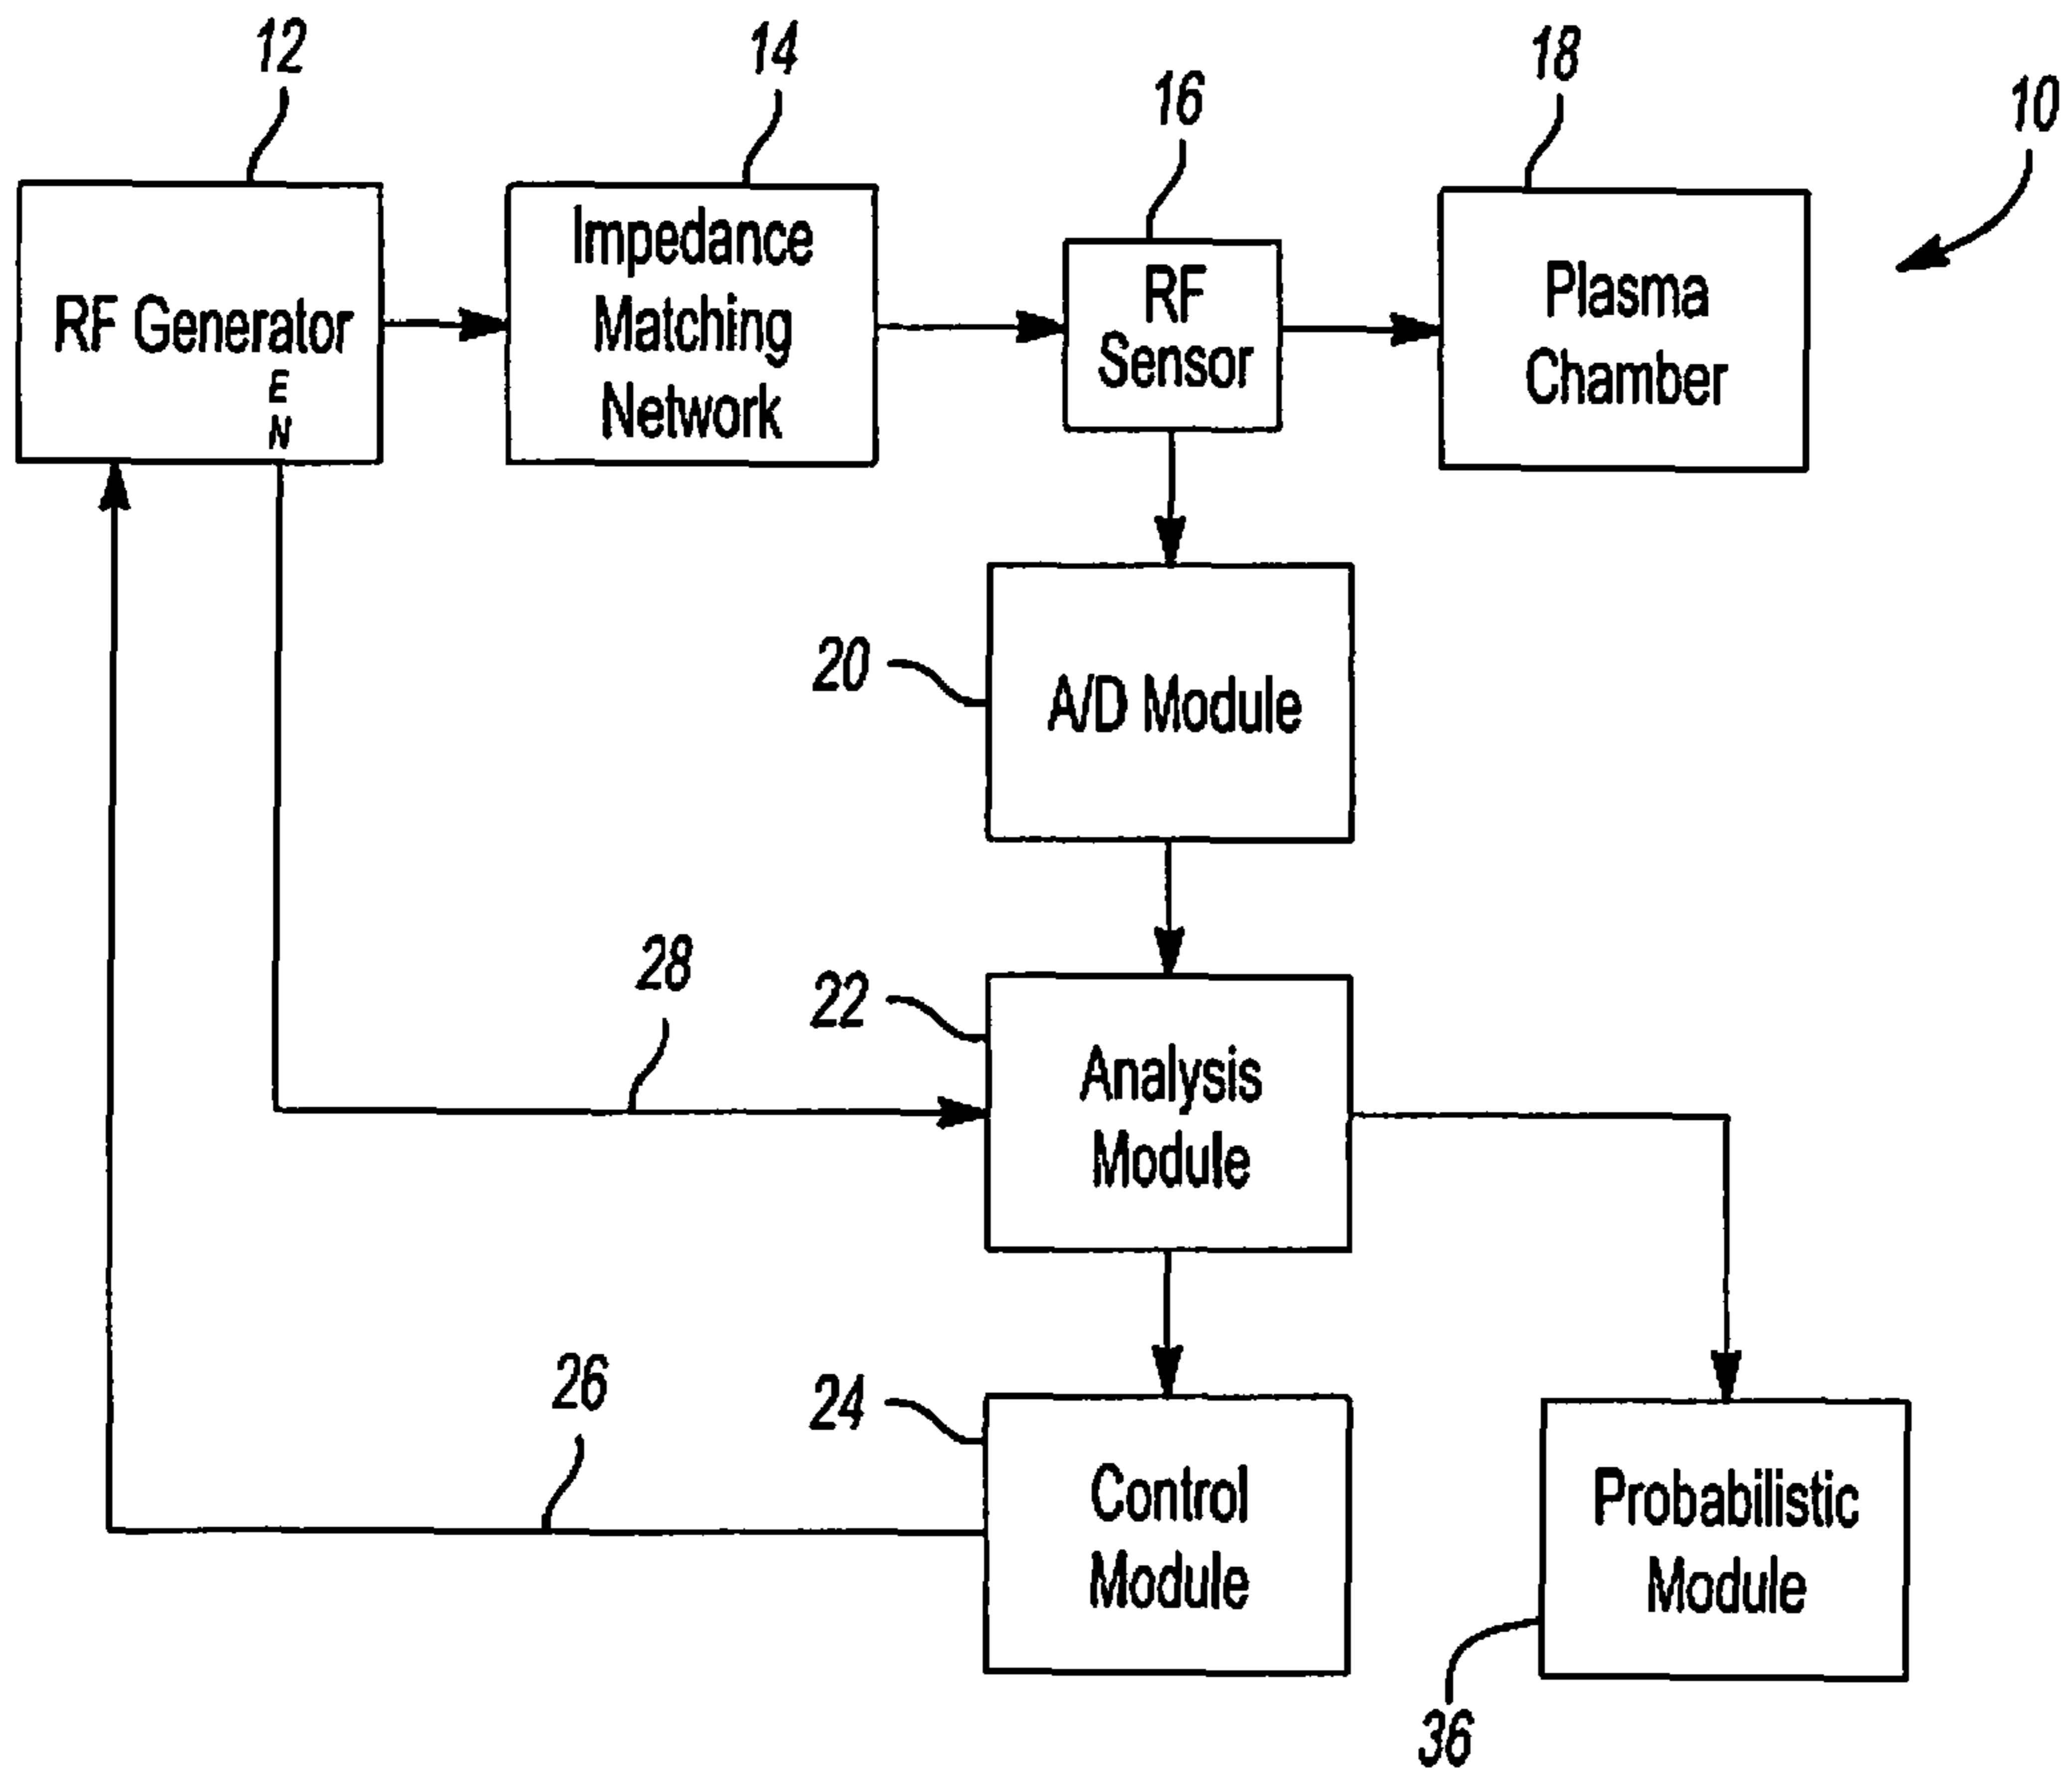 12
14
16
18
10
RF Generator
EN
Impedance
Matching
Network
RF
Sensor
Plasma
Chamber
20
A/D Module
28
22
Analysis
Module
26
24
Control
Module
Probabilistic
Module
36